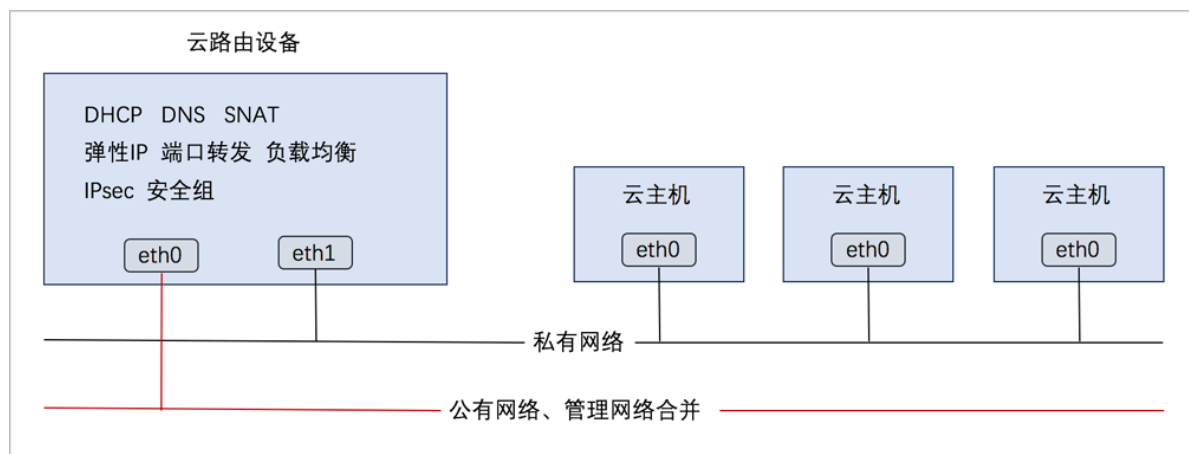 云路由设备
DHCP DNS SNAT
弹性IP 端口转发 负载均衡
IPsec 安全组
eth0
eth1
云主机
eth0
云主机
eth0
云主机
eth0
私有网络
公有网络、管理网络合并